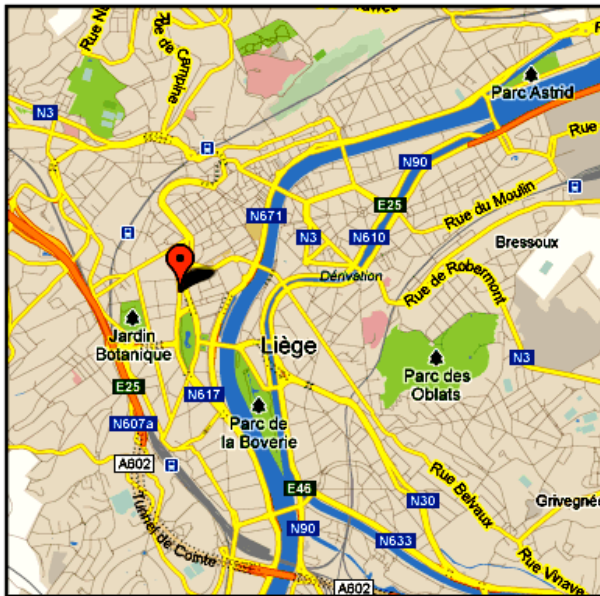 Rue de Campine
N3
Parc Astrid
Rue
N90
E25
Rue du Moulin
N671
N3
N610
Bressoux
Dérivation
Rue de Robermont
Jardin
Botanique
Liège
N3
Parc des
Oblats
E25
N617
N607a
Parc de
la Boverie
A602
E46
Rue Belvaux
N30
Grivegnée
Tunnel de Cointe
N90
N633
Rue Vinave
A602